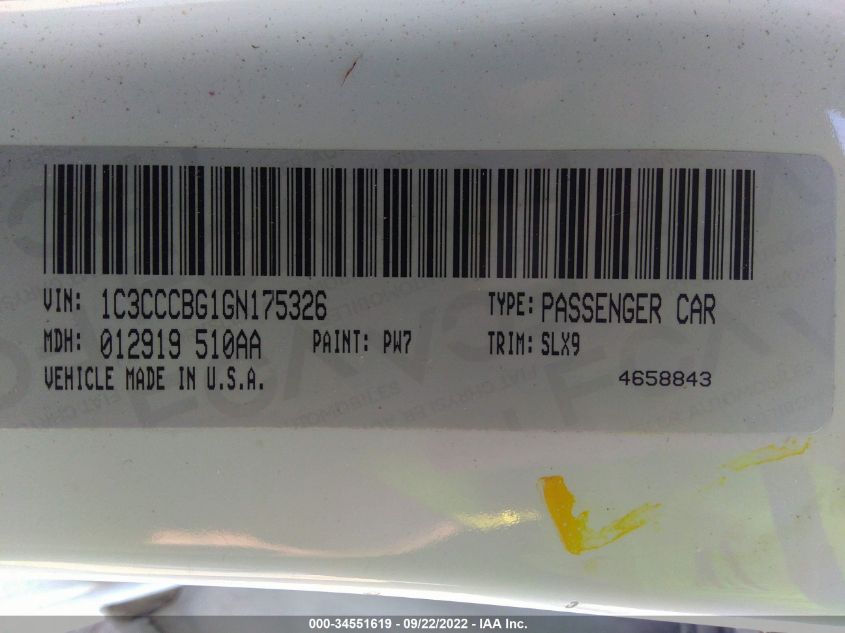 VIN: 1C3CCCBG1GN175326 TYPE: PASSENGER CAR
MDH: 012919 510AA PAINT: PW7 TRIM: SLX9
VEHICLE MADE IN U.S.A. 4658843
000-34551619 - 09/22/2022 - IAA Inc.